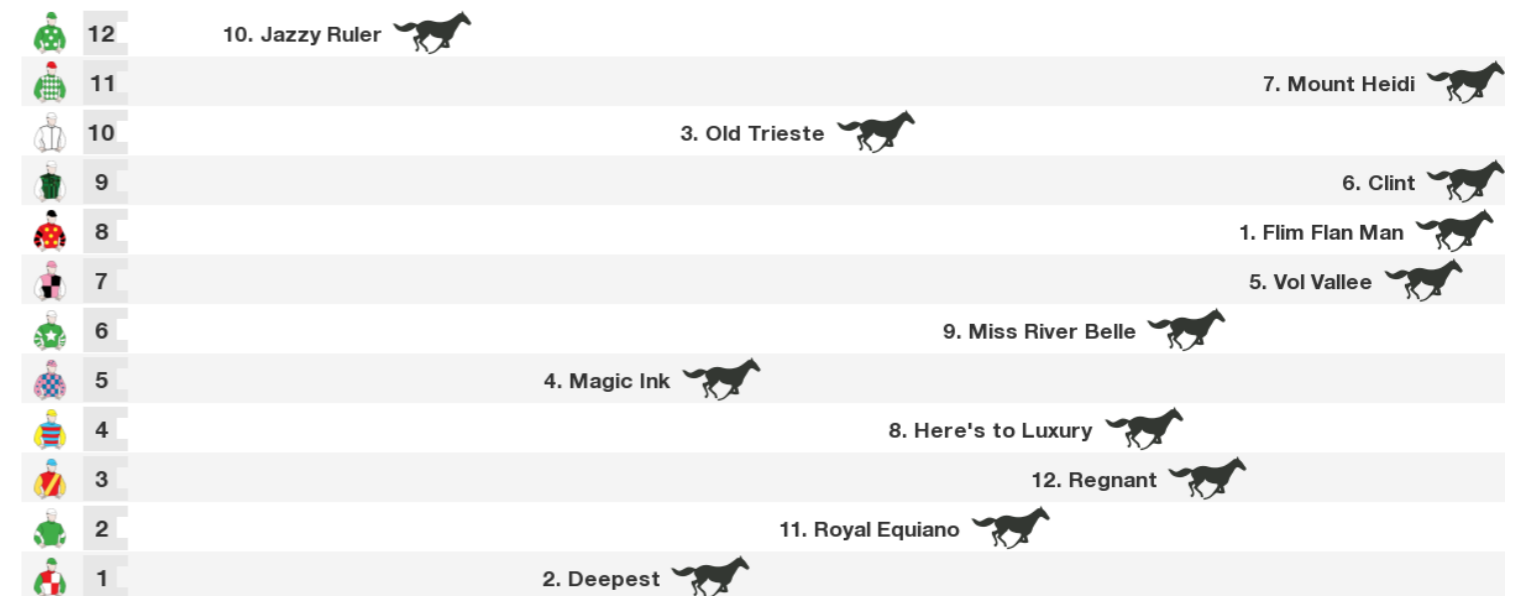 12 10. Jazzy Ruler
11 7. Mount Heidi
10 3. Old Trieste
9 6. Clint
8 1. Flim Flan Man
7 5. Vol Vallee
6 9. Miss River Belle
5 4. Magic Ink
4 8. Here's to Luxury
3 12. Regnant
2 11. Royal Equiano
1 2. Deepest